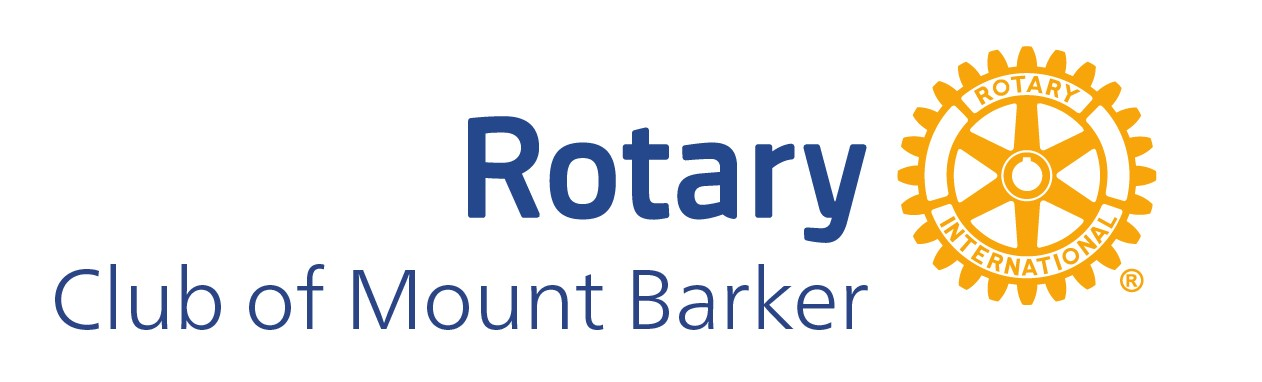 Rotary
Club of Mount Barker
ROTARY
INTERNATIONAL
®